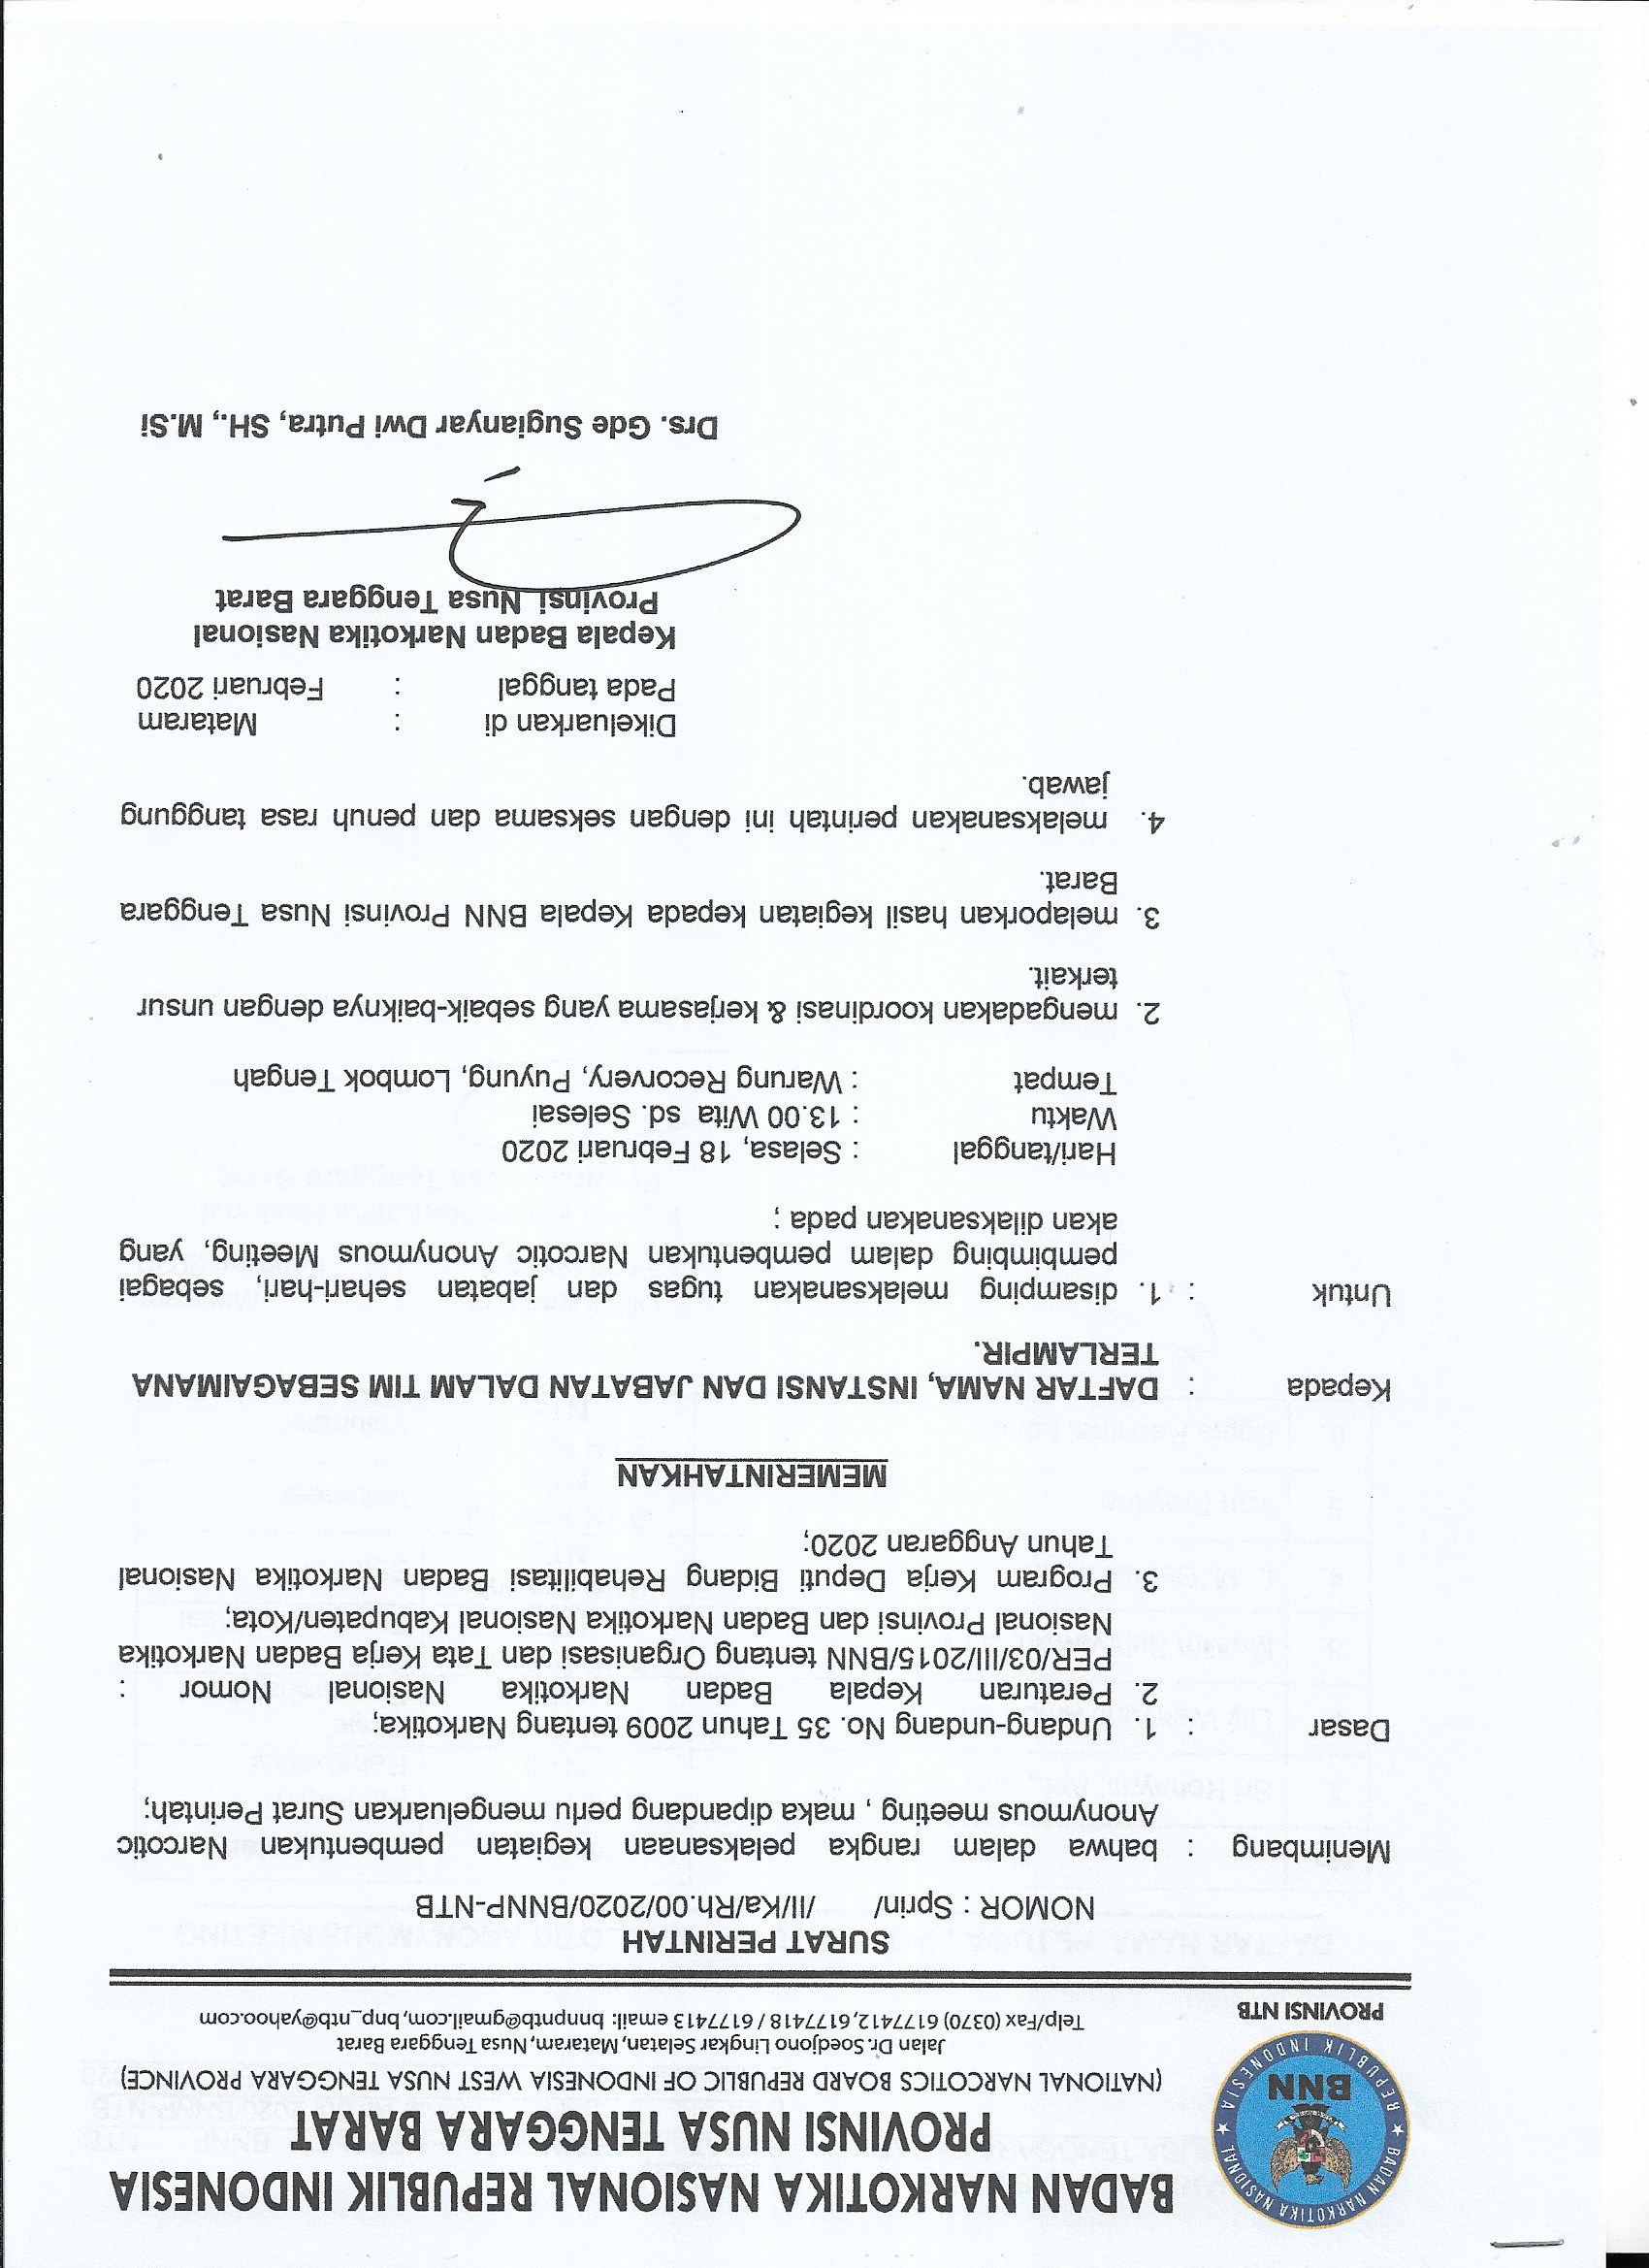 BADAN NARKOTIKA NASIONAL REPUBLIK INDONESIA
PROVINSI NUSA TENGGARA BARAT
(NATIONAL NARCOTICS BOARD REPUBLIC OF INDONESIA WEST NUSA TENGGARA PROVINCE)
Jalan Dr. Soedjono Lingkar Selatan, Mataram, Nusa Tenggara Barat
Telp/Fax (0370) 6177412, 6177418 / 6177413 email: bnnpntb@gmail.com, bnp_ntb@yahoo.com
BADAN NARKOTIKA NASIONAL
BNN
REPUBLIK INDONESIA
PROVINSI NTB
SURAT PERINTAH
NOMOR : Sprin/ /II/Ka/Rh.00/2020/BNNP-NTB
Menimbang : bahwa dalam rangka pelaksanaan kegiatan pembentukan Narcotic
Anonymous meeting , maka dipandang perlu mengeluarkan Surat Perintah;
Dasar : 1. Undang-undang No. 35 Tahun 2009 tentang Narkotika;
2. Peraturan Kepala Badan Narkotika Nasional Nomor :
PER/03/III/2015/BNN tentang Organisasi dan Tata Kerja Badan Narkotika
Nasional Provinsi dan Badan Narkotika Nasional Kabupaten/Kota;
3. Program Kerja Deputi Bidang Rehabilitasi Badan Narkotika Nasional
Tahun Anggaran 2020;
MEMERINTAHKAN
Kepada : DAFTAR NAMA, INSTANSI DAN JABATAN DALAM TIM SEBAGAIMANA
TERLAMPIR.
Untuk : 1. disamping melaksanakan tugas dan jabatan sehari-hari, sebagai
pembimbing dalam pembentukan Narcotic Anonymous Meeting, yang
akan dilaksanakan pada ;
Hari/tanggal : Selasa, 18 Februari 2020
Waktu : 13.00 Wita sd. Selesai
Tempat : Warung Recorvery, Puyung, Lombok Tengah
2. mengadakan koordinasi & kerjasama yang sebaik-baiknya dengan unsur
terkait.
3. melaporkan hasil kegiatan kepada Kepala BNN Provinsi Nusa Tenggara
Barat.
4. melaksanakan perintah ini dengan seksama dan penuh rasa tanggung
jawab.
Dikeluarkan di : Mataram
Pada tanggal : Februari 2020
Kepala Badan Narkotika Nasional
Provinsi Nusa Tenggara Barat
Drs. Gde Sugianyar Dwi Putra, SH., M.Si